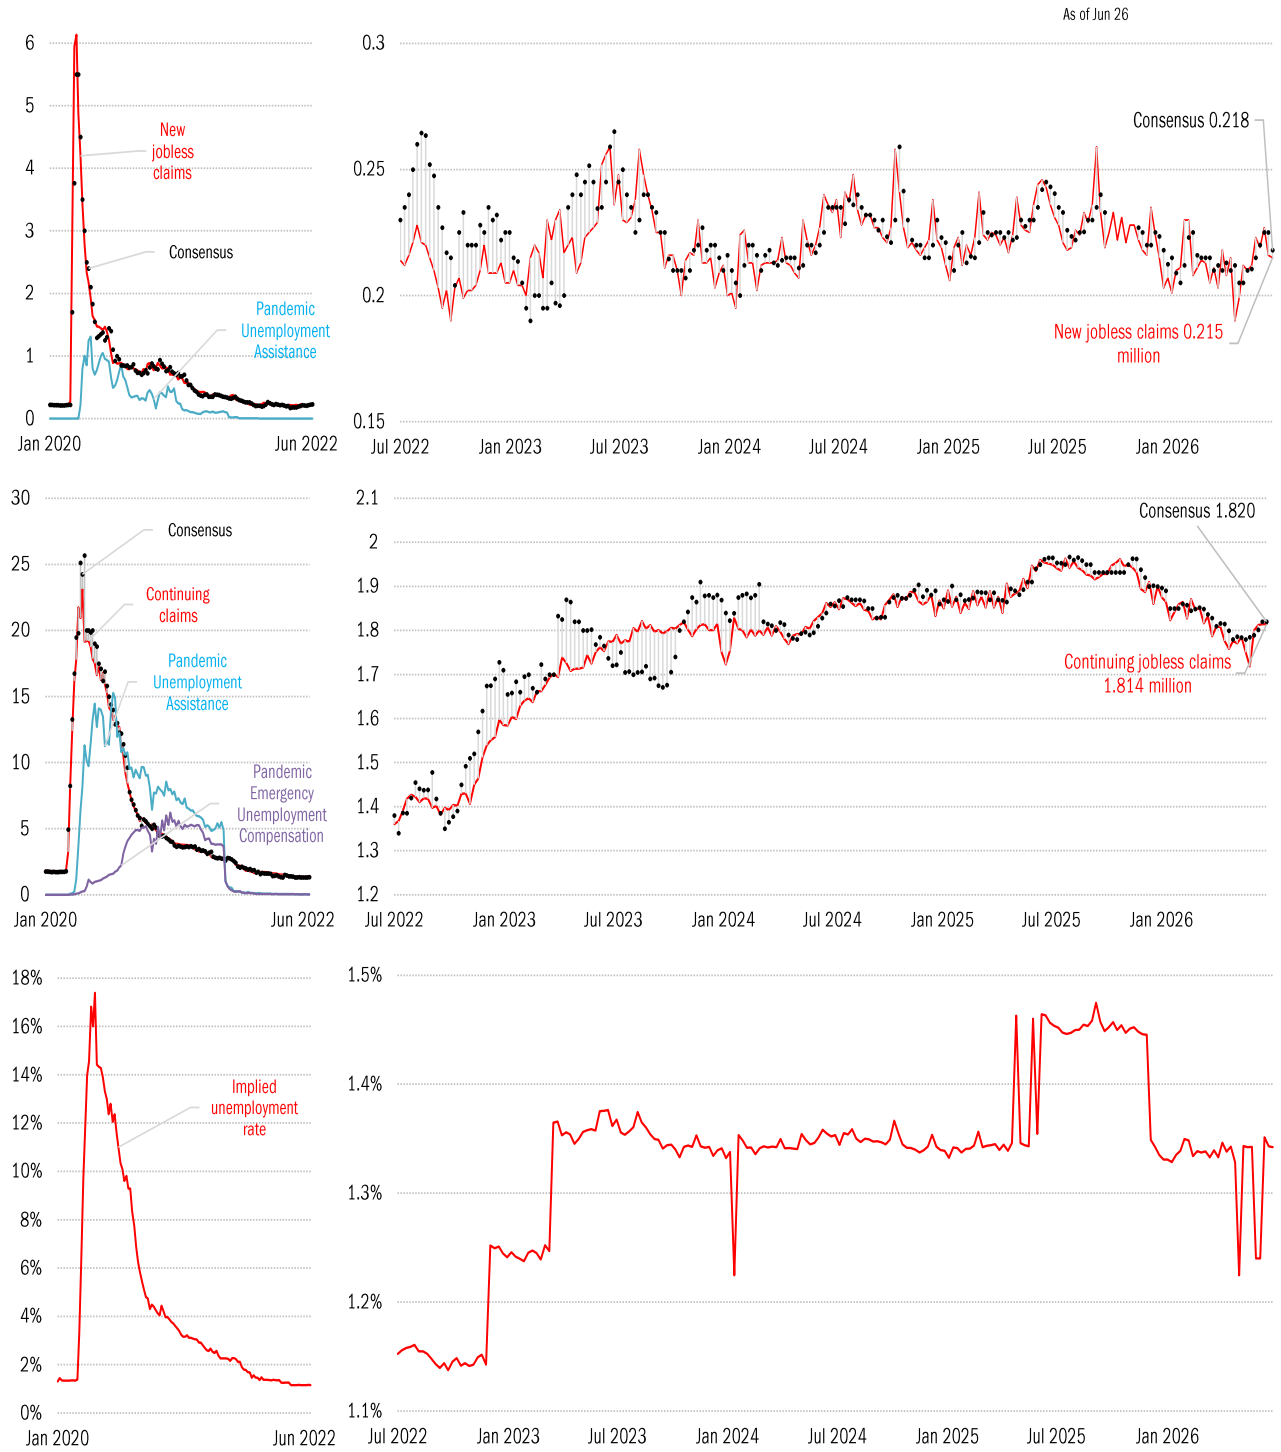 As of Jun 26
6
5
4
3
2
1
0
New
jobless
claims
Consensus
Pandemic
Unemployment
Assistance
Jan 2020
Jun 2022
0.3
0.25
0.2
0.15
Consensus 0.218
New jobless claims 0.215
million
Jul 2022
Jan 2023
Jul 2023
Jan 2024
Jul 2024
Jan 2025
Jul 2025
Jan 2026
30
25
20
15
10
5
0
Consensus
Continuing
claims
Pandemic
Unemployment
Assistance
Pandemic
Emergency
Unemployment
Compensation
Jan 2020
Jun 2022
2.1
2
1.9
1.8
1.7
1.6
1.5
1.4
1.3
1.2
Consensus 1.820
Continuing jobless claims
1.814 million
Jul 2022
Jan 2023
Jul 2023
Jan 2024
Jul 2024
Jan 2025
Jul 2025
Jan 2026
18%
16%
14%
12%
10%
8%
6%
4%
2%
0%
Implied
unemployment
rate
Jan 2020
Jun 2022
1.5%
1.4%
1.3%
1.2%
1.1%
Jul 2022
Jan 2023
Jul 2023
Jan 2024
Jul 2024
Jan 2025
Jul 2025
Jan 2026